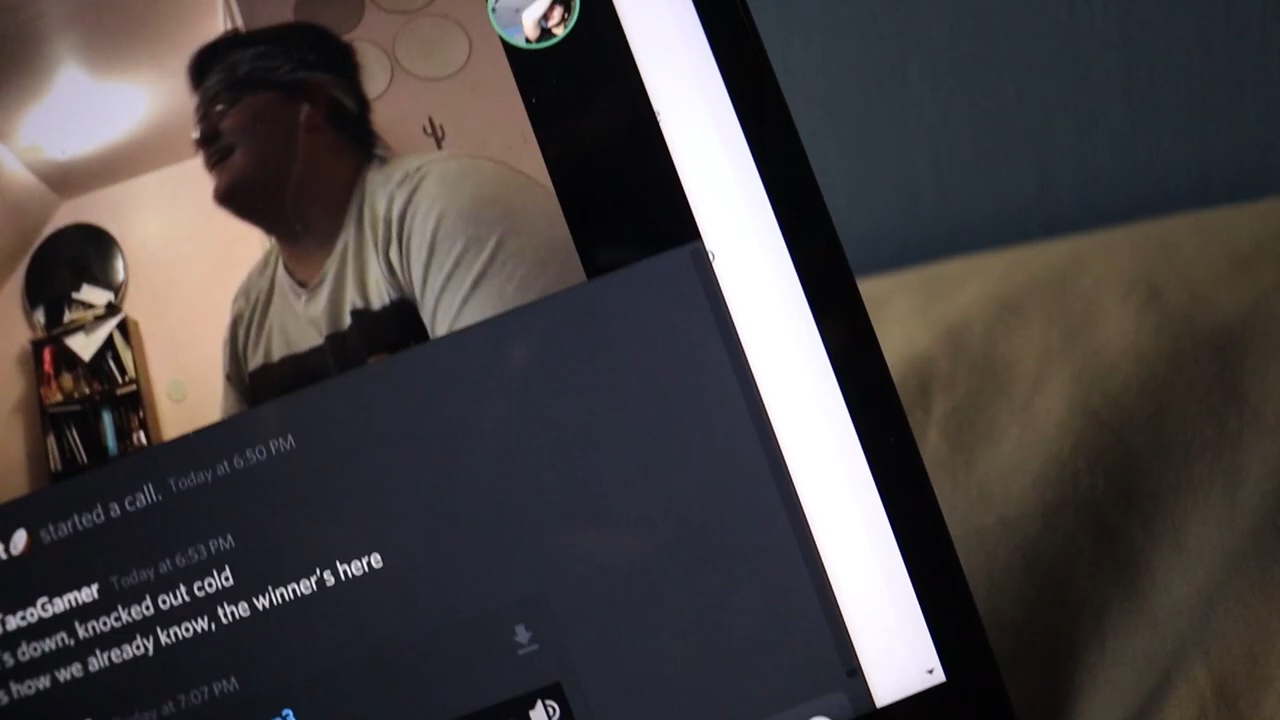 started a call. Today at 6:50 PM
TacoGamer Today at 6:53 PM
's down, knocked out cold
s how we already know, the winner's here
Today at 7:07 PM